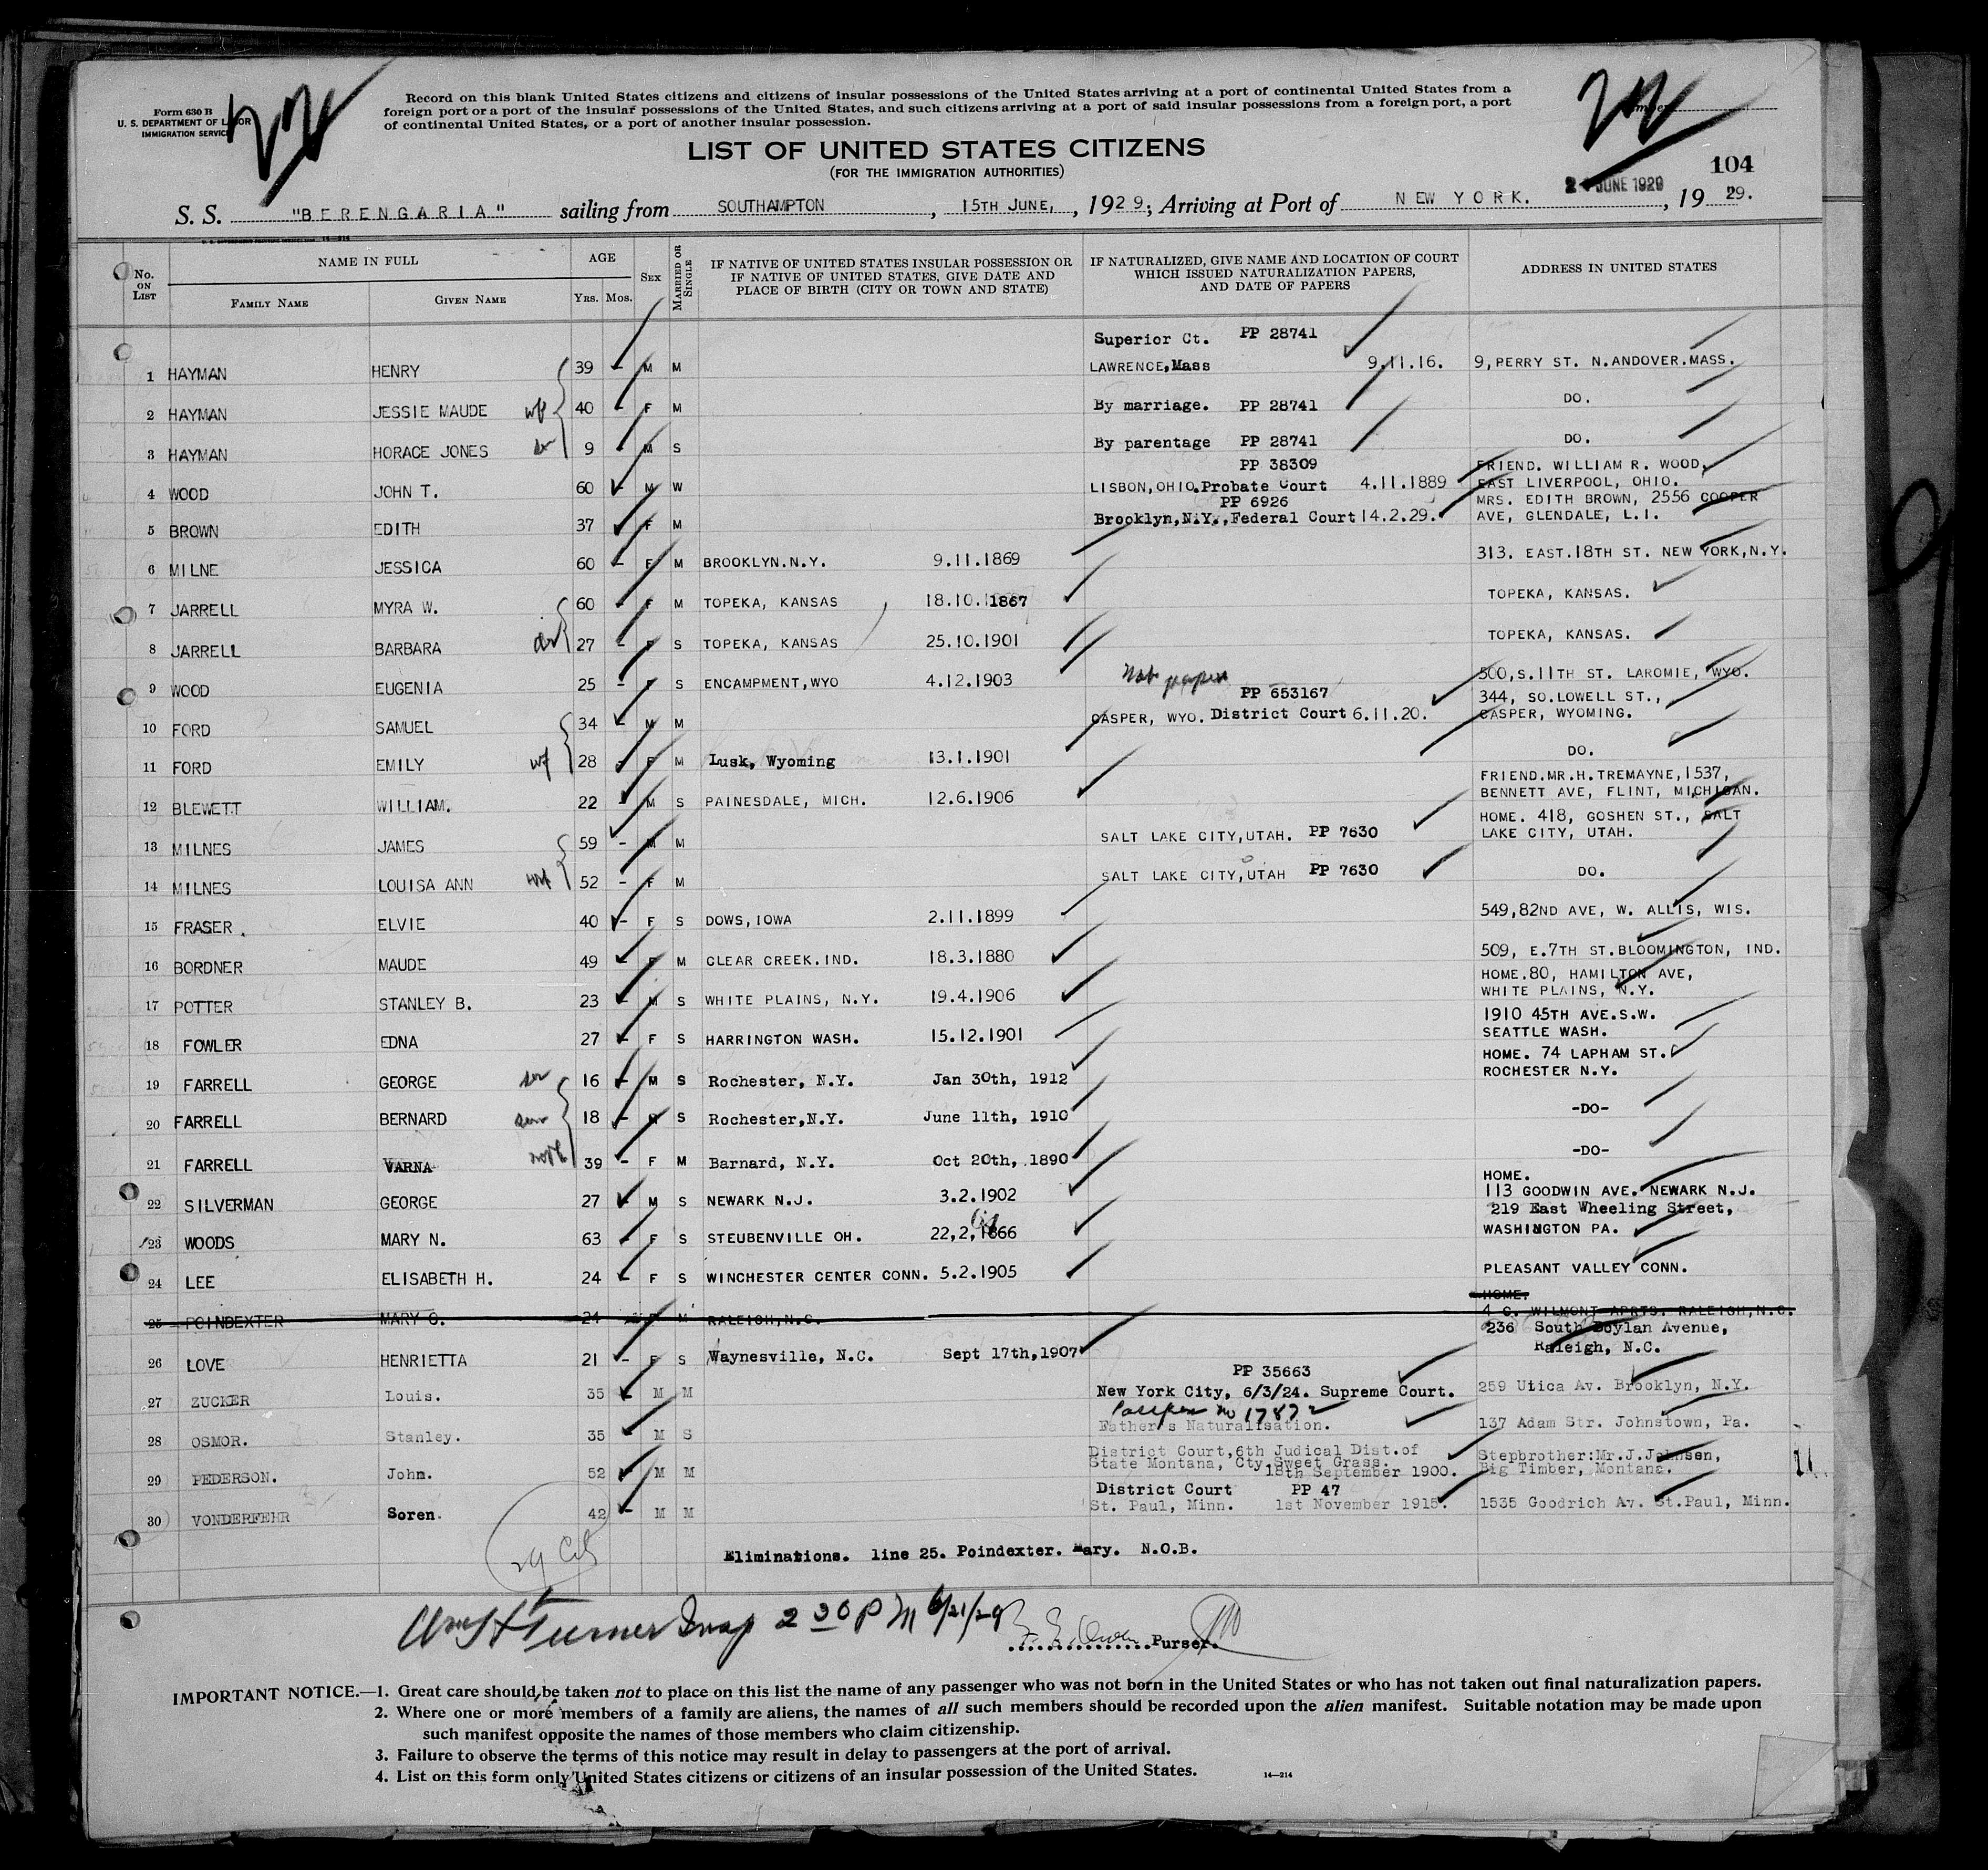 Form 630 B
U. S. DEPARTMENT OF LABOR
IMMIGRATION SERVICE
Record on this blank United States citizens and citizens of insular possessions of the United States arriving at a port of continental United States from a
foreign port or a port of the insular possessions of the United States, and such citizens arriving at a port of said insular possessions from a foreign port, a port
of continental United States, or a port of another insular possession.
LIST OF UNITED STATES CITIZENS
(FOR THE IMMIGRATION AUTHORITIES)
104
S. S. "BERENGARIA" sailing from SOUTHAMPTON, 15TH JUNE, 1929; Arriving at Port of NEW YORK. JUNE 1929, 1929.
No. ON LIST NAME IN FULL AGE SEX MARRIED OR SINGLE IF NATIVE OF UNITED STATES INSULAR POSSESSION OR IF NATIVE OF UNITED STATES, GIVE DATE AND PLACE OF BIRTH (CITY OR TOWN AND STATE) IF NATURALIZED, GIVE NAME AND LOCATION OF COURT WHICH ISSUED NATURALIZATION PAPERS, AND DATE OF PAPERS ADDRESS IN UNITED STATES
FAMILY NAME GIVEN NAME YRS. MOS.
Superior Ct. PP 28741
1 HAYMAN HENRY 39 - M M LAWRENCE,Mass 9.11.16. 9,PERRY ST. N.ANDOVER.MASS.
2 HAYMAN JESSIE MAUDE wf 40 - F M By marriage. PP 28741 DO.
3 HAYMAN HORACE JONES 9 - M S By parentage PP 28741 DO.
PP 38309 FRIEND. WILLIAM R. WOOD,
4 WOOD JOHN T. 60 - M W LISBON,OHIO.Probate Court 4.11.1889 EAST LIVERPOOL, OHIO.
PP 6926 MRS. EDITH BROWN, 2556 COOPER
5 BROWN EDITH 37 - F M Brooklyn,N.Y.,Federal Court 14.2.29. AVE, GLENDALE, L.I.
6 MILNE JESSICA 60 - F M BROOKLYN.N.Y. 9.11.1869 313. EAST.18TH ST. NEW YORK,N.Y.
7 JARRELL MYRA W. 60 - F M TOPEKA, KANSAS 18.10.1867 TOPEKA, KANSAS.
8 JARRELL BARBARA 27 - F S TOPEKA, KANSAS 25.10.1901 TOPEKA, KANSAS.
9 WOOD EUGENIA 25 - F S ENCAMPMENT,WYO 4.12.1903 500,S.11TH ST. LAROMIE, WYO.
PP 653167 344, SO.LOWELL ST.,
10 FORD SAMUEL 34 - M M CASPER, WYO. District Court 6.11.20. CASPER, WYOMING.
11 FORD EMILY wf 28 F M Lusk, Wyoming 13.1.1901 DO.
FRIEND.MR.H.TREMAYNE,1537,
12 BLEWETT WILLIAM. 22 - M S PAINESDALE, MICH. 12.6.1906 BENNETT AVE, FLINT, MICHIGAN.
HOME. 418, GOSHEN ST., SALT
13 MILNES JAMES 59 - M M SALT LAKE CITY,UTAH. PP 7630 LAKE CITY, UTAH.
14 MILNES LOUISA ANN wf 52 - F M SALT LAKE CITY,UTAH PP 7630 DO.
15 FRASER. ELVIE 40 - F S DOWS,IOWA 2.11.1899 549,82ND AVE, W. ALLIS, WIS.
16 BORDNER MAUDE 49 - F M CLEAR CREEK.IND. 18.3.1880 509, E.7TH ST.BLOOMINGTON, IND.
HOME.80, HAMILTON AVE,
17 POTTER STANLEY B. 23 - M S WHITE PLAINS, N.Y. 19.4.1906 WHITE PLAINS, N.Y.
1910 45TH AVE.S.W.
18 FOWLER EDNA 27 - F S HARRINGTON WASH. 15.12.1901 SEATTLE WASH.
HOME. 74 LAPHAM ST.
19 FARRELL GEORGE 16 - M S Rochester, N.Y. Jan 30th, 1912 ROCHESTER N.Y.
20 FARRELL BERNARD 18 - M S Rochester,N.Y. June 11th, 1910 -DO-
21 FARRELL VARNA 39 - F M Barnard, N.Y. Oct 20th, 1890 -DO-
HOME.
22 SILVERMAN GEORGE 27 - M S NEWARK N.J. 3.2.1902 113 GOODWIN AVE. NEWARK N.J.
219 East Wheeling Street,
23 WOODS MARY N. 63 - F S STEUBENVILLE OH. 22,2,1866 WASHINGTON PA.
24 LEE ELISABETH H. 24 - F S WINCHESTER CENTER CONN. 5.2.1905 PLEASANT VALLEY CONN.
HOME.
25 POINDEXTER MARY O. 24 - F M RALEIGH,N.C. 4 C. WILMONT APRTS. RALEIGH,N.C.
236 South Boylan Avenue,
26 LOVE HENRIETTA 21 - F S Waynesville, N.C. Sept 17th,1907 Raleigh, N.C.
PP 35663
27 ZUCKER Louis. 35 - M M New York City, 6/3/24. Supreme Court. 259 Utica Av. Brooklyn, N.Y.
28 OSMOR. Stanley. 35 - M S Father's Naturalisation. 137 Adam Str. Johnstown, Pa.
District Court,6th Judical Dist.of Stepbrother:Mr.J.Johnsen,
29 PEDERSON. John. 52 - M M State Montana, Cty Sweet Grass. 18th September 1900. Big Timber, Montana.
District Court PP 47
30 VONDERFEHR Soren. 42 - M M St. Paul, Minn. 1st November 1915. 1535 Goodrich Av. St.Paul, Minn.
Eliminations. line 25. Poindexter. Mary. N.O.B.
Wm H Turner Insp 2 30 P M 6/21/29 Purser.
IMPORTANT NOTICE.—1. Great care should be taken not to place on this list the name of any passenger who was not born in the United States or who has not taken out final naturalization papers.
2. Where one or more members of a family are aliens, the names of all such members should be recorded upon the alien manifest. Suitable notation may be made upon
such manifest opposite the names of those members who claim citizenship.
3. Failure to observe the terms of this notice may result in delay to passengers at the port of arrival.
4. List on this form only United States citizens or citizens of an insular possession of the United States.
14—214